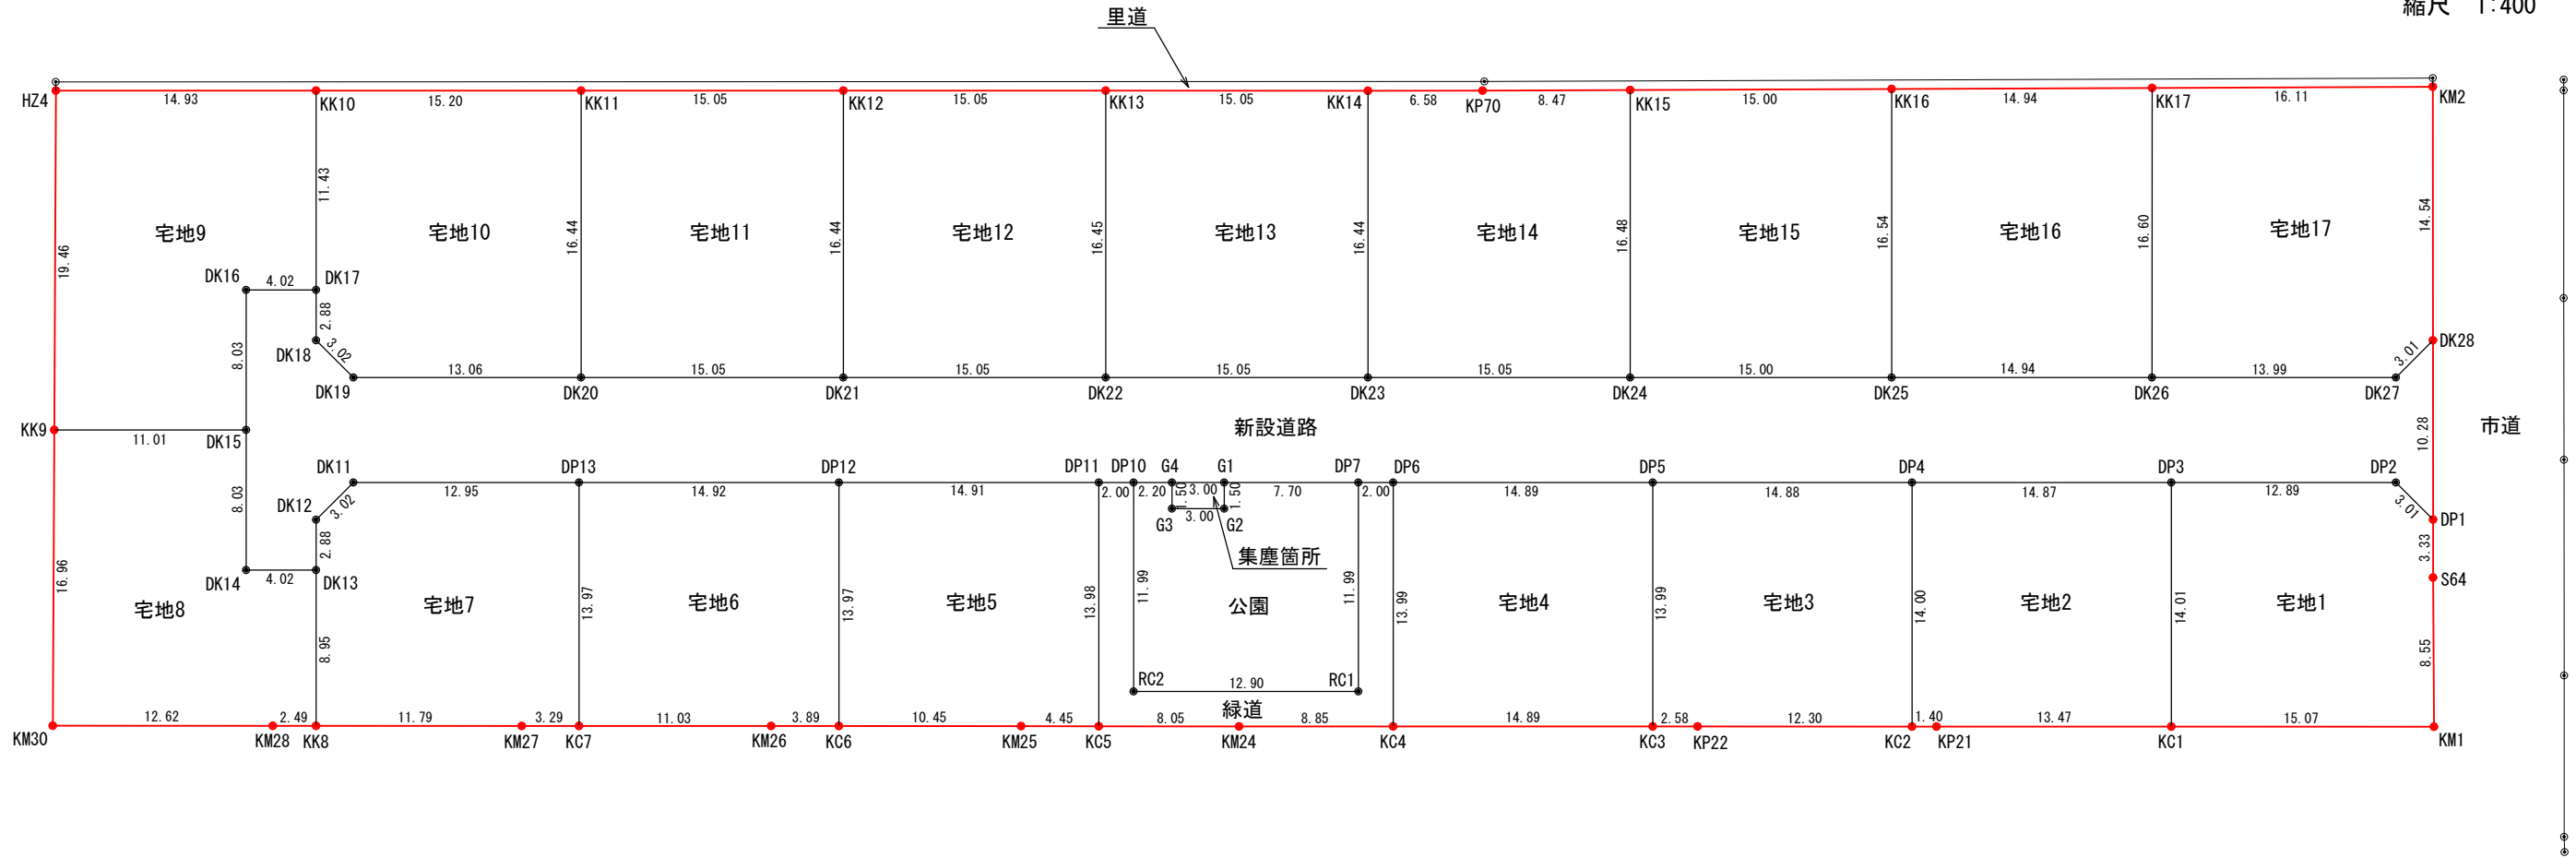 縮尺 1:400
里道
14.93
15.20
15.05
15.05
15.05
6.58
8.47
15.00
14.94
16.11
HZ4
KK10
KK11
KK12
KK13
KK14
KP70
KK15
KK16
KK17
KM2
11.43
16.44
16.44
16.45
16.44
16.48
16.54
16.60
14.54
19.46
宅地9
宅地10
宅地11
宅地12
宅地13
宅地14
宅地15
宅地16
宅地17
DK16
4.02
DK17
2.88
DK18
3.02
8.03
DK19
13.06
DK20
15.05
DK21
15.05
DK22
15.05
DK23
15.05
DK24
15.00
DK25
14.94
DK26
13.99
DK27
3.01
DK28
KK9
11.01
DK15
新設道路
10.28
市道
DK11
DP13
DP12
DP11
DP10
G4
G1
DP7
DP6
DP5
DP4
DP3
DP2
12.95
14.92
14.91
2.00
2.20
3.00
7.70
2.00
14.89
14.88
14.87
12.89
DK12
3.02
8.03
1.50
1.50
3.00
G3
G2
3.01
DP1
3.33
S64
集塵箇所
2.88
DK14
4.02
DK13
16.96
宅地8
宅地7
宅地6
宅地5
公園
宅地4
宅地3
宅地2
宅地1
8.95
13.97
13.97
13.98
11.99
11.99
13.99
13.99
14.00
14.01
8.55
RC2
12.90
RC1
緑道
12.62
2.49
11.79
3.29
11.03
3.89
10.45
4.45
8.05
8.85
14.89
2.58
12.30
1.40
13.47
15.07
KM30
KM28
KK8
KM27
KC7
KM26
KC6
KM25
KC5
KM24
KC4
KC3
KP22
KC2
KP21
KC1
KM1